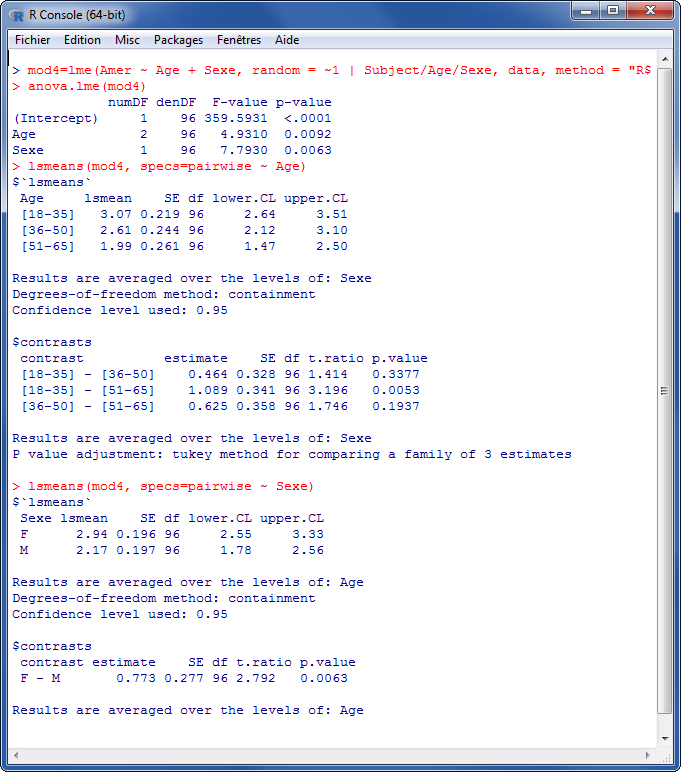 R Console (64-bit)
Fichier Edition Misc Packages Fenêtres Aide
> mod4=lme(Amer ~ Age + Sexe, random = ~1 | Subject/Age/Sexe, data, method = "R$
> anova.lme(mod4)
            numDF denDF  F-value p-value
(Intercept)     1    96 359.5931  <.0001
Age             2    96   4.9310  0.0092
Sexe            1    96   7.7930  0.0063
> lsmeans(mod4, specs=pairwise ~ Age)
$`lsmeans`
 Age     lsmean    SE df lower.CL upper.CL
 [18-35]   3.07 0.219 96     2.64     3.51
 [36-50]   2.61 0.244 96     2.12     3.10
 [51-65]   1.99 0.261 96     1.47     2.50
Results are averaged over the levels of: Sexe
Degrees-of-freedom method: containment
Confidence level used: 0.95
$contrasts
 contrast          estimate    SE df t.ratio p.value
 [18-35] - [36-50]    0.464 0.328 96 1.414   0.3377
 [18-35] - [51-65]    1.089 0.341 96 3.196   0.0053
 [36-50] - [51-65]    0.625 0.358 96 1.746   0.1937
Results are averaged over the levels of: Sexe
P value adjustment: tukey method for comparing a family of 3 estimates
> lsmeans(mod4, specs=pairwise ~ Sexe)
$`lsmeans`
 Sexe lsmean    SE df lower.CL upper.CL
 F      2.94 0.196 96     2.55     3.33
 M      2.17 0.197 96     1.78     2.56
Results are averaged over the levels of: Age
Degrees-of-freedom method: containment
Confidence level used: 0.95
$contrasts
 contrast estimate    SE df t.ratio p.value
 F - M       0.773 0.277 96 2.792   0.0063
Results are averaged over the levels of: Age